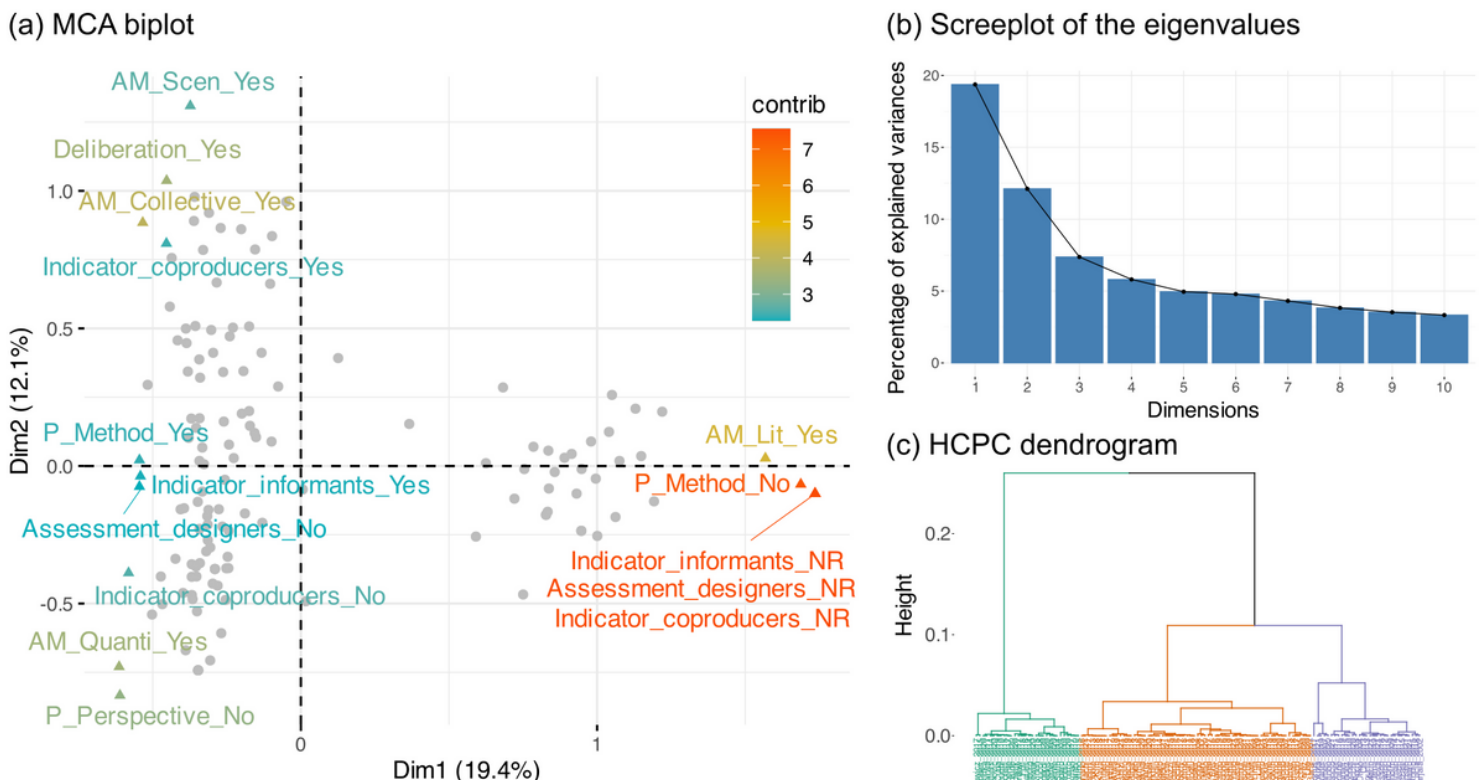 (a) MCA biplot
AM_Scen_Yes
Deliberation_Yes
AM_Collective_Yes
Indicator_coproducers_Yes
P_Method_Yes
Indicator_informants_Yes
Assessment_designers_No
Indicator_coproducers_No
AM_Quanti_Yes
P_Perspective_No
AM_Lit_Yes
P_Method_No
Indicator_informants_NR
Assessment_designers_NR
Indicator_coproducers_NR
contrib
7
6
5
4
3
1.0
0.5
0.0
-0.5
Dim2 (12.1%)
0
1
Dim1 (19.4%)
(b) Screeplot of the eigenvalues
Percentage of explained variances
20
15
10
5
0
1 2 3 4 5 6 7 8 9 10
Dimensions
(c) HCPC dendrogram
Height
0.2
0.1
0.0